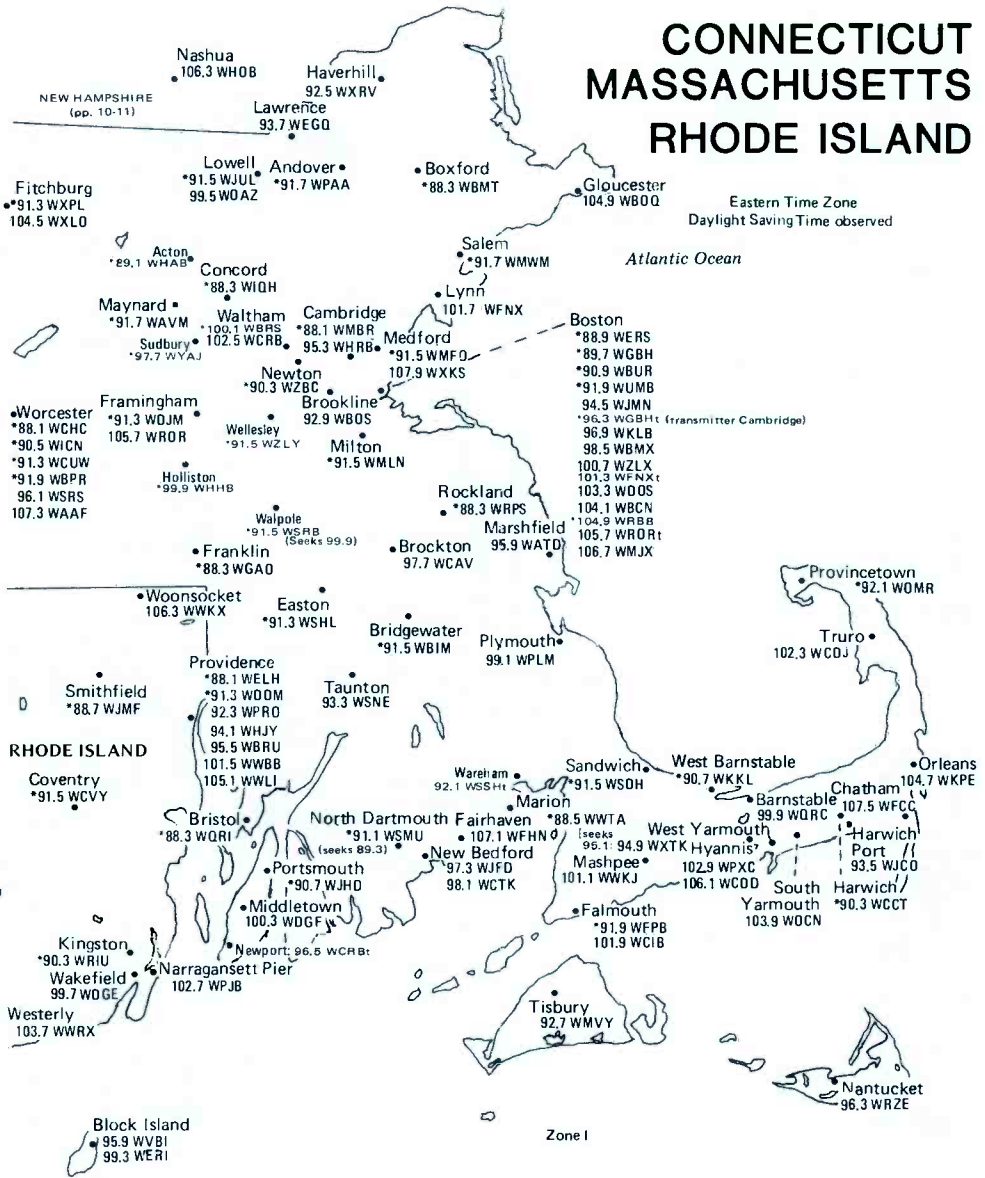 CONNECTICUT
MASSACHUSETTS
RHODE ISLAND
Nashua
106.3 WHOB
Haverhill
92.5 WXRV
NEW HAMPSHIRE
(pp. 10-11)
Lawrence
93.7 WEGQ
Lowell
*91.5 WJUL
99.5 WOAZ
Andover
*91.7 WPAA
Boxford
*88.3 WBMT
Gloucester
104.9 WBOQ
Eastern Time Zone
Daylight Saving Time observed
Fitchburg
*91.3 WXPL
104.5 WXLO
Atlantic Ocean
Acton
*89.1 WHAB
Concord
*88.3 WIQH
Salem
*91.7 WMWM
Lynn
101.7 WFNX
Maynard
*91.7 WAVM
Waltham
*100.1 WBRS
102.5 WCRB
Cambridge
*88.1 WMBR
95.3 WHRB
Medford
*91.5 WMFO
107.9 WXKS
Sudbury
*97.7 WYAJ
Newton
*90.3 WZBC
Brookline
92.9 WBOS
Boston
*88.9 WERS
*89.7 WGBH
*90.9 WBUR
*91.9 WUMB
94.5 WJMN
*96.3 WGBHt (transmitter Cambridge)
96.9 WKLB
98.5 WBMX
100.7 WZLX
101.3 WFNXt
103.3 WDOS
104.1 WBCN
*104.9 WRBB
105.7 WRORt
106.7 WMJX
Worcester
*88.1 WCHC
*90.5 WICN
*91.3 WCUW
*91.9 WBPR
96.1 WSRS
107.3 WAAF
Framingham
*91.3 WDJM
105.7 WROR
Wellesley
*91.5 WZLY
Milton
*91.5 WMLN
Holliston
*99.9 WHHB
Walpole
*91.5 WSRB
(Seeks 99.9)
Rockland
*88.3 WRPS
Marshfield
95.9 WATD
Franklin
*88.3 WGAO
Brockton
97.7 WCAV
Provincetown
*92.1 WOMR
Woonsocket
106.3 WWKX
Easton
*91.3 WSHL
Bridgewater
*91.5 WBIM
Plymouth
99.1 WPLM
Truro
102.3 WCDJ
Providence
*88.1 WELH
*91.3 WDOM
92.3 WPRO
94.1 WHJY
95.5 WBRU
101.5 WWBB
105.1 WWLI
Smithfield
*88.7 WJMF
Taunton
93.3 WSNE
RHODE ISLAND
Coventry
*91.5 WCVY
Wareham
92.1 WSSHt
Sandwich
*91.5 WSDH
West Barnstable
*90.7 WKKL
Orleans
104.7 WKPE
Marion
*88.5 WWTA
[seeks
95.1: 94.9 WXTK
Barnstable
99.9 WQRC
Chatham
107.5 WFCC
Bristol
*88.3 WQRI
North Dartmouth
*91.1 WSMU
(seeks 89.3)
Fairhaven
107.1 WFHN
West Yarmouth
Hyannis
102.9 WPXC
106.1 WCOD
Harwich
Port
93.5 WJCO
New Bedford
97.3 WJFD
98.1 WCTK
Mashpee
101.1 WWKJ
Portsmouth
*90.7 WJHD
South
Yarmouth
103.9 WOCN
Harwich
*90.3 WCCT
Middletown
100.3 WDGF
Falmouth
*91.9 WFPB
101.9 WCIB
Newport: 96.5 WCRBt
Kingston
*90.3 WRIU
Narragansett Pier
102.7 WPJB
Wakefield
99.7 WDGE
Westerly
103.7 WWRX
Tisbury
92.7 WMVY
Nantucket
96.3 WRZE
Block Island
95.9 WVBI
99.3 WERI
Zone I